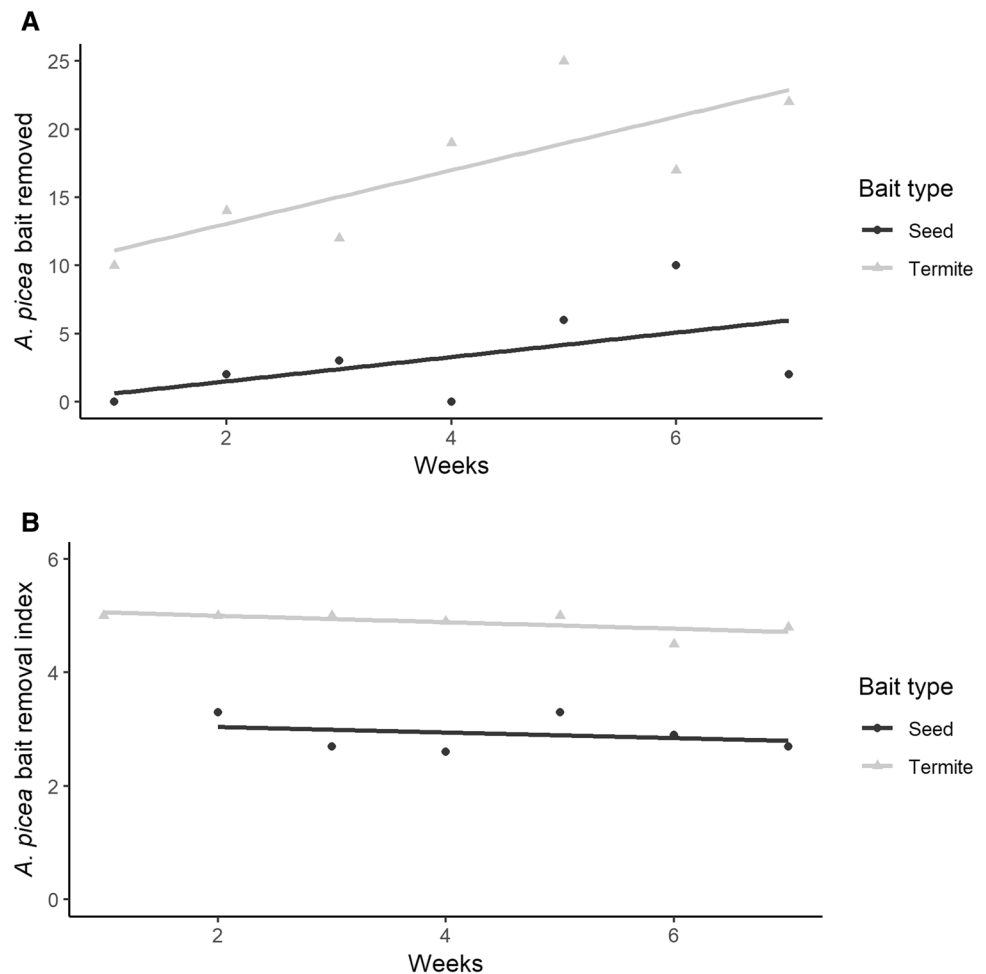 A
A. picea bait removed
25
20
15
10
5
0
2 4 6
Weeks
Bait type
Seed
Termite
B
A. picea bait removal index
6
4
2
0
2 4 6
Weeks
Bait type
Seed
Termite